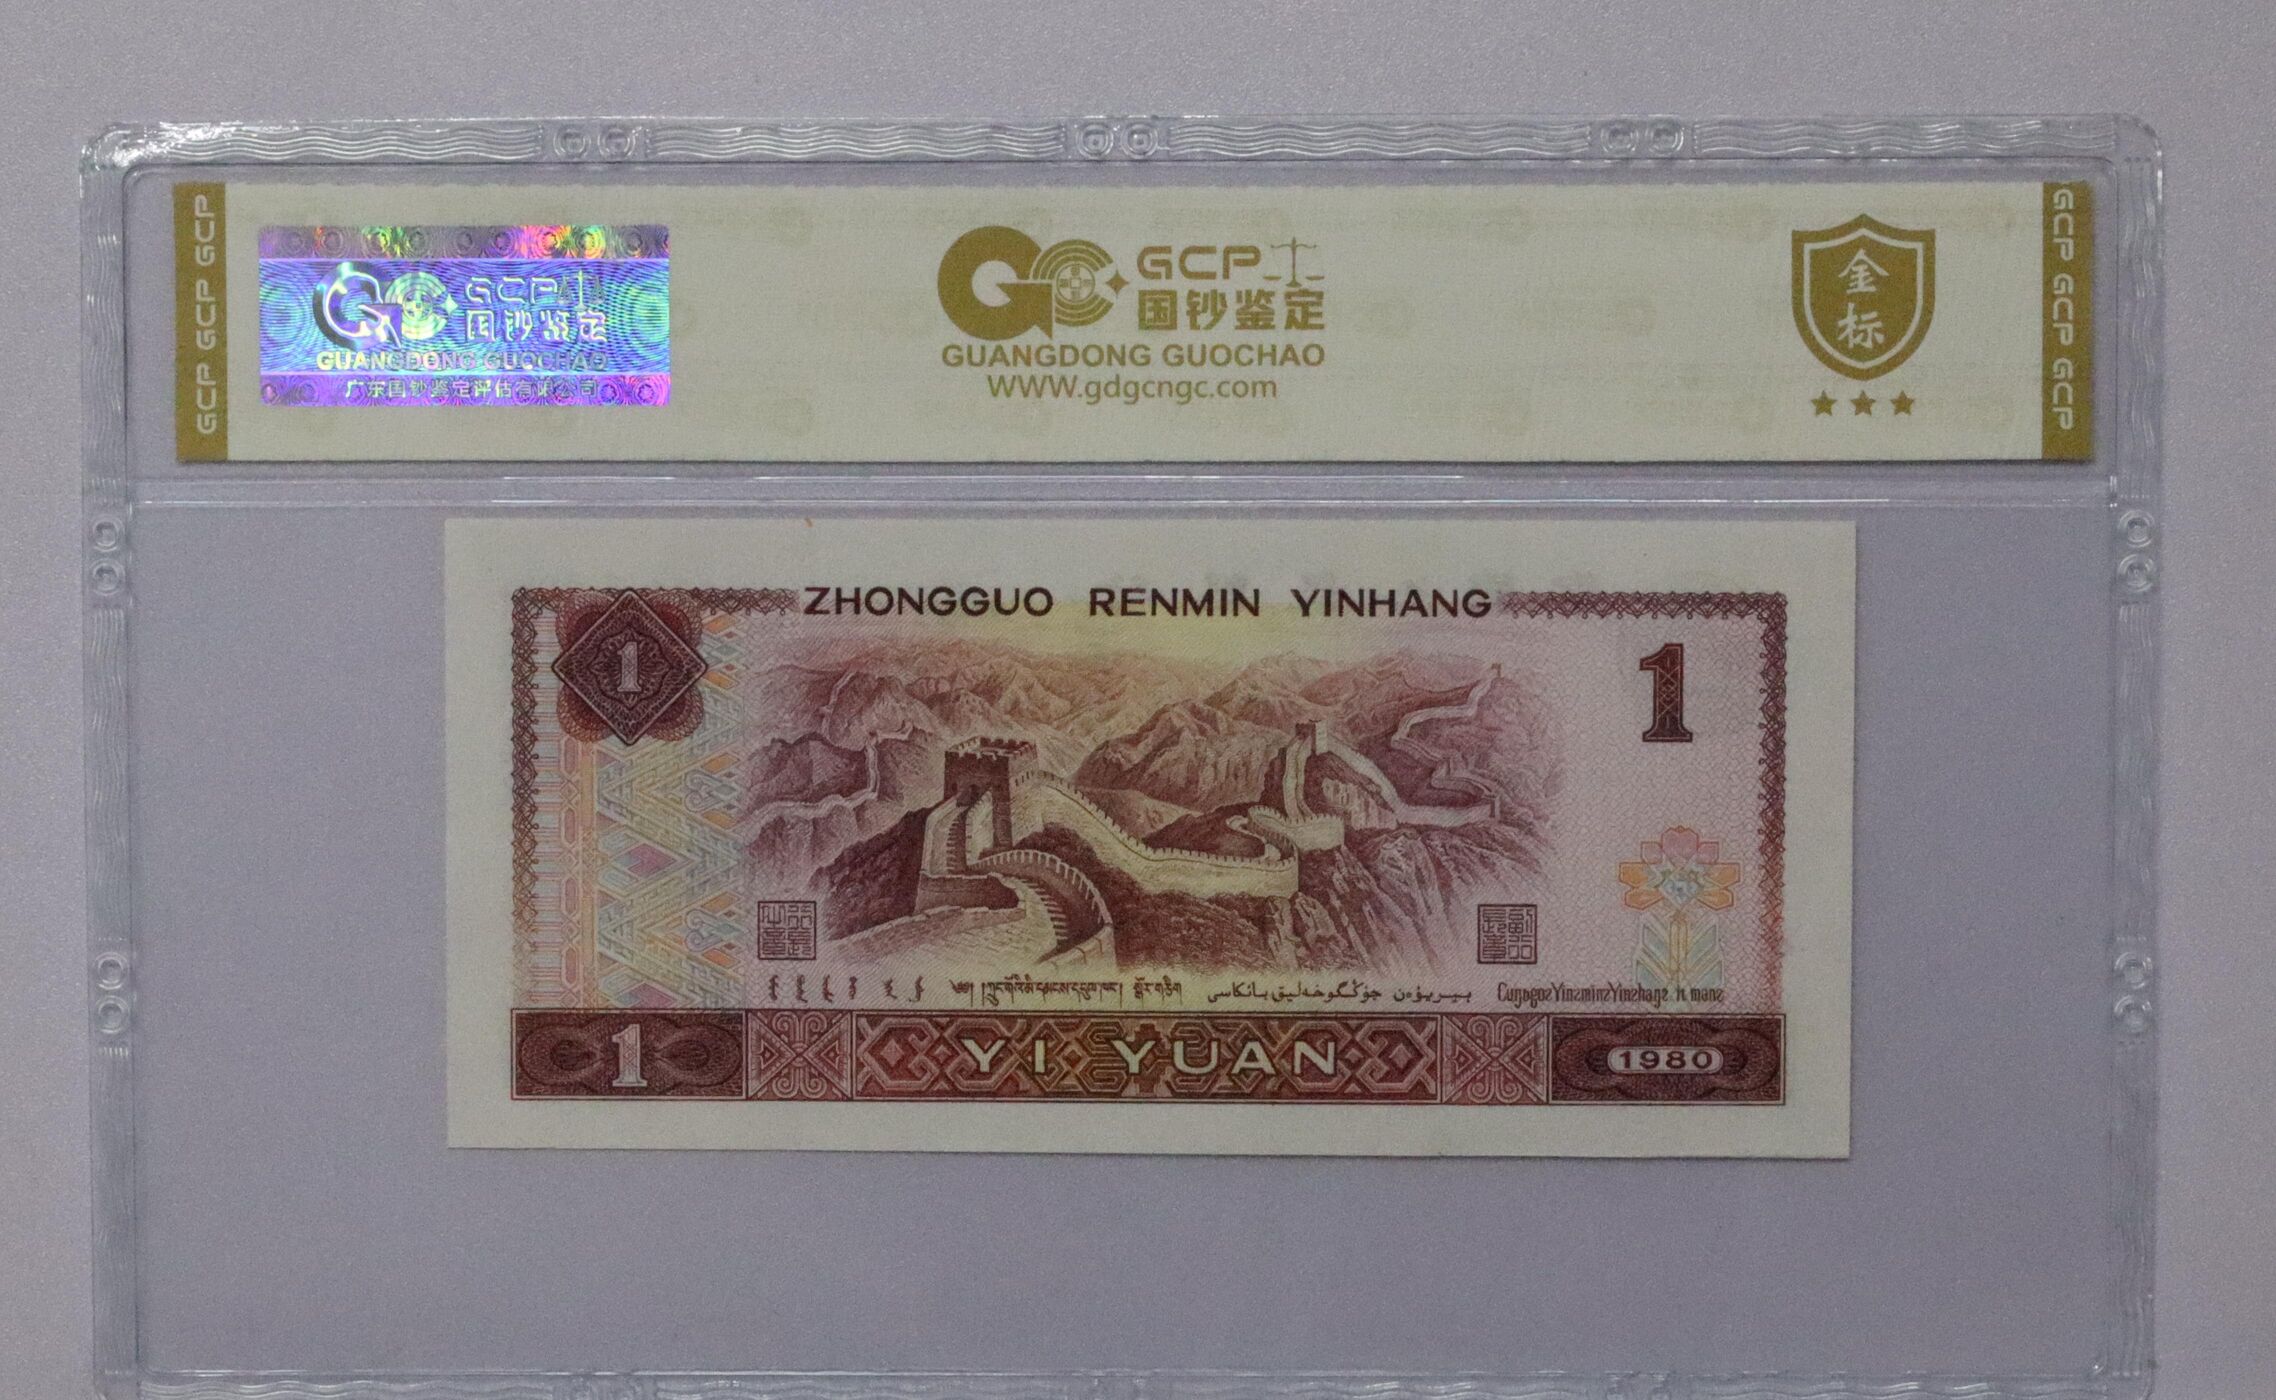 GCP GCP GCP
GCP
国钞鉴定
GUANGDONG GUOCHAO
广东国钞鉴定评估有限公司
GCP
国钞鉴定
GUANGDONG GUOCHAO
WWW.gdgcngc.com
金标
GCP GCP GCP
ZHONGGUO RENMIN YINHANG
1
1
1
YI YUAN
1980